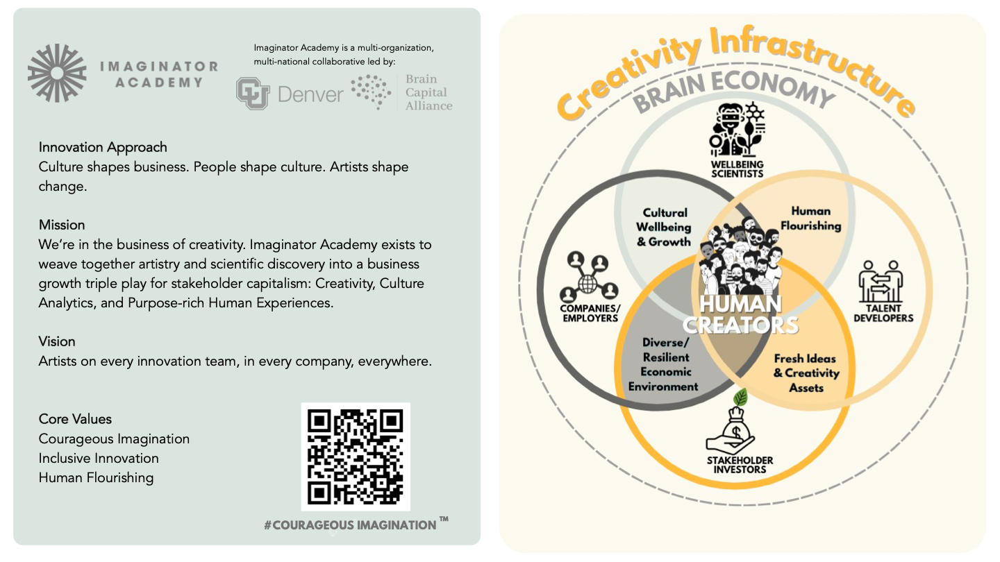 IMAGINATOR
ACADEMY
Imaginator Academy is a multi-organization,
multi-national collaborative led by:
CU Denver
Brain
Capital
Alliance
Innovation Approach
Culture shapes business. People shape culture. Artists shape
change.
Mission
We’re in the business of creativity. Imaginator Academy exists to
weave together artistry and scientific discovery into a business
growth triple play for stakeholder capitalism: Creativity, Culture
Analytics, and Purpose-rich Human Experiences.
Vision
Artists on every innovation team, in every company, everywhere.
Core Values
Courageous Imagination
Inclusive Innovation
Human Flourishing
#COURAGEOUS IMAGINATION ™
Creativity Infrastructure
BRAIN ECONOMY
WELLBEING
SCIENTISTS
Cultural
Wellbeing
& Growth
Human
Flourishing
COMPANIES/
EMPLOYERS
HUMAN
CREATORS
TALENT
DEVELOPERS
Diverse/
Resilient
Economic
Environment
Fresh Ideas
& Creativity
Assets
$
STAKEHOLDER
INVESTORS